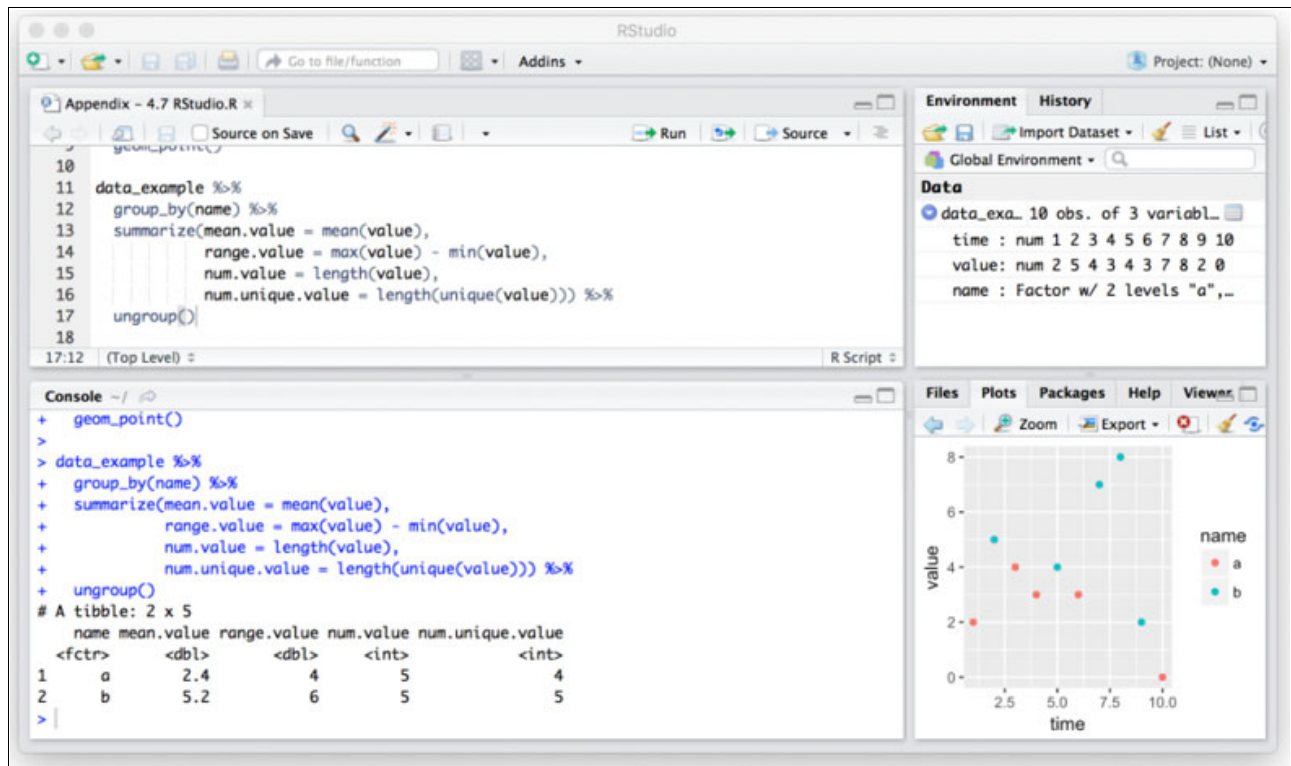 RStudio
Go to file/function Addins Project: (None)
Appendix - 4.7 RStudio.R
Source on Save Run Source
9 geom_point()
10
11 data_example %>%
12 group_by(name) %>%
13 summarize(mean.value = mean(value),
14 range.value = max(value) - min(value),
15 num.value = length(value),
16 num.unique.value = length(unique(value))) %>%
17 ungroup()
18
17:12 (Top Level) R Script
Console ~/
+ geom_point()
>
> data_example %>%
+ group_by(name) %>%
+ summarize(mean.value = mean(value),
+ range.value = max(value) - min(value),
+ num.value = length(value),
+ num.unique.value = length(unique(value))) %>%
+ ungroup()
# A tibble: 2 x 5
name mean.value range.value num.value num.unique.value
<fctr> <dbl> <dbl> <int> <int>
1 a 2.4 4 5 4
2 b 5.2 6 5 5
>
Environment History
Import Dataset List
Global Environment
Data
data_exa… 10 obs. of 3 variabl…
time : num 1 2 3 4 5 6 7 8 9 10
value: num 2 5 4 3 4 3 7 8 2 0
name : Factor w/ 2 levels "a",…
Files Plots Packages Help Viewer
Zoom Export
8
6
4
2
0
value
2.5 5.0 7.5 10.0
time
name
a
b